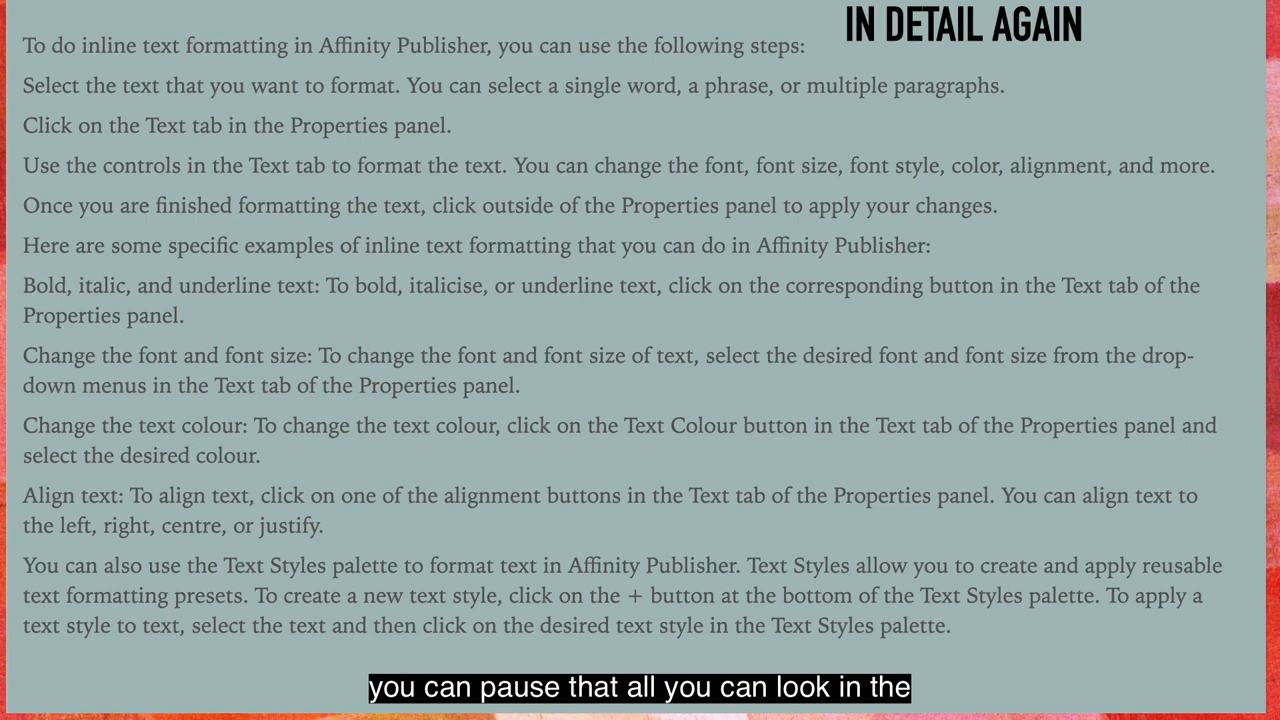 IN DETAIL AGAIN
To do inline text formatting in Affinity Publisher, you can use the following steps:
Select the text that you want to format. You can select a single word, a phrase, or multiple paragraphs.
Click on the Text tab in the Properties panel.
Use the controls in the Text tab to format the text. You can change the font, font size, font style, color, alignment, and more.
Once you are finished formatting the text, click outside of the Properties panel to apply your changes.
Here are some specific examples of inline text formatting that you can do in Affinity Publisher:
Bold, italic, and underline text: To bold, italicise, or underline text, click on the corresponding button in the Text tab of the
Properties panel.
Change the font and font size: To change the font and font size of text, select the desired font and font size from the drop-
down menus in the Text tab of the Properties panel.
Change the text colour: To change the text colour, click on the Text Colour button in the Text tab of the Properties panel and
select the desired colour.
Align text: To align text, click on one of the alignment buttons in the Text tab of the Properties panel. You can align text to
the left, right, centre, or justify.
You can also use the Text Styles palette to format text in Affinity Publisher. Text Styles allow you to create and apply reusable
text formatting presets. To create a new text style, click on the + button at the bottom of the Text Styles palette. To apply a
text style to text, select the text and then click on the desired text style in the Text Styles palette.
you can pause that all you can look in the